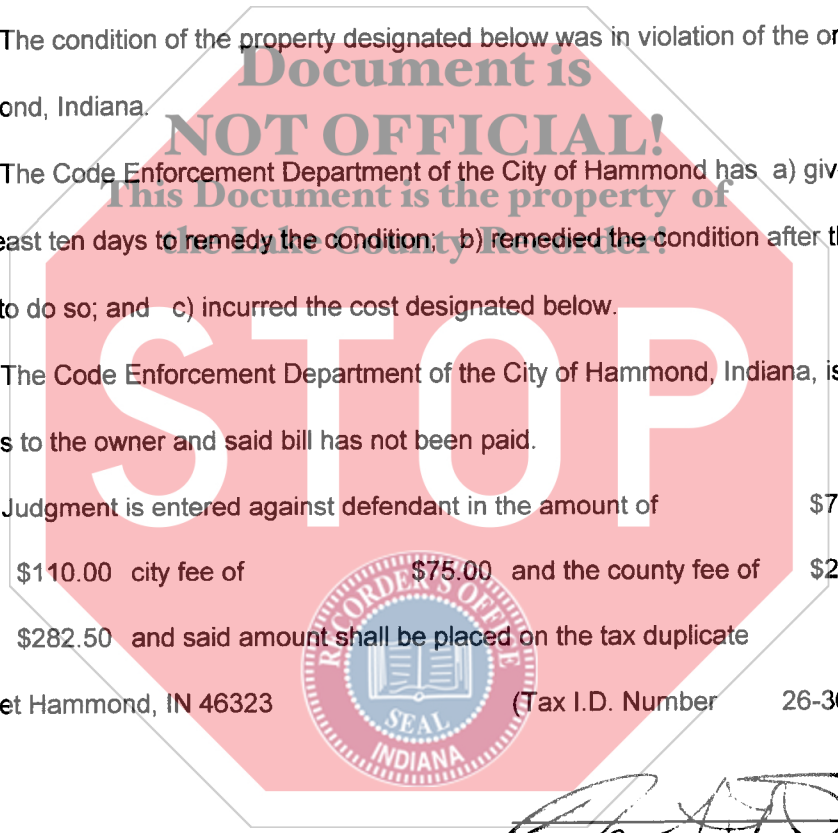 The condition of the property designated below was in violation of the or
Document is
ond, Indiana.
NOT OFFICIAL!
The Code Enforcement Department of the City of Hammond has a) giv
This Document is the property of
east ten days to remedy the condition; b) remedied the condition after th
the Lake County Recorder!
to do so; and c) incurred the cost designated below.
STOP
The Code Enforcement Department of the City of Hammond, Indiana, is
s to the owner and said bill has not been paid.
Judgment is entered against defendant in the amount of $7
$110.00 city fee of $75.00 and the county fee of $2
$282.50 and said amount shall be placed on the tax duplicate
et Hammond, IN 46323 (Tax I.D. Number 26-3
RECORDER'S OFFICE
SEAL
INDIANA